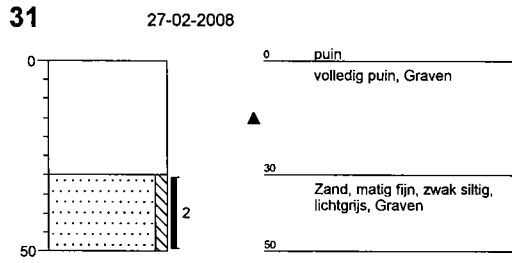 31 27-02-2008
0 0 puin
volledig puin, Graven
30
Zand, matig fijn, zwak siltig,
lichtgrijs, Graven
2
50 50